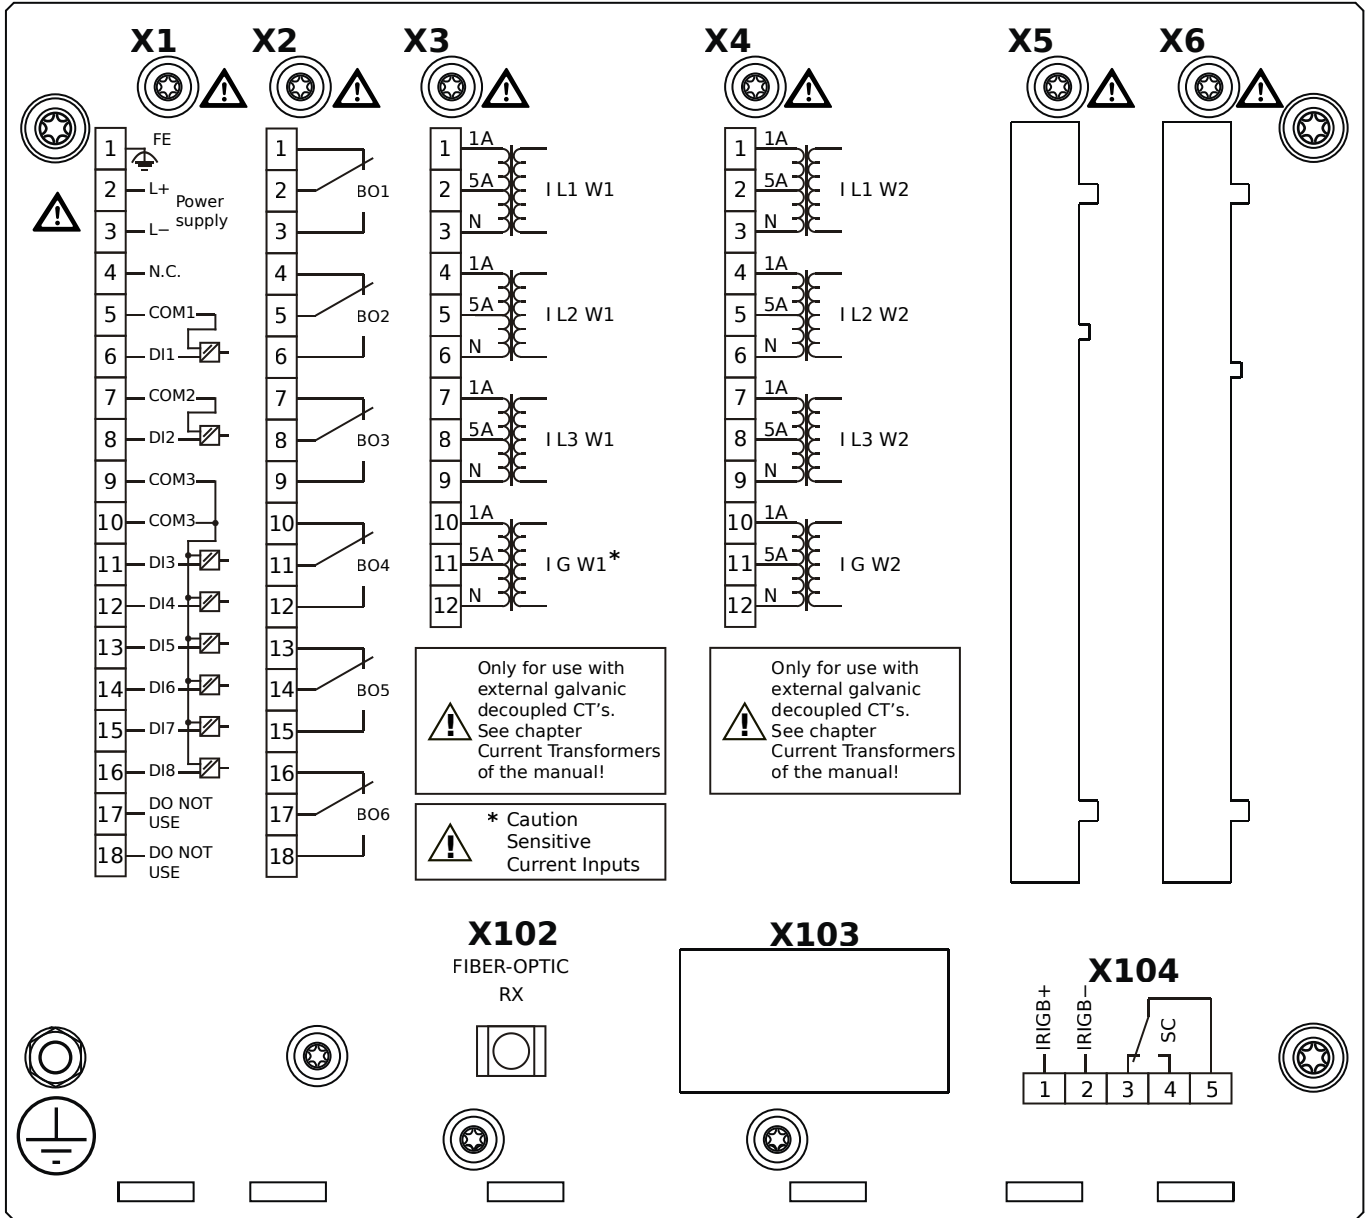 X1
X2
X3
X4
X5
X6
1 FE
2 L+
Power
supply
3 L−
4 N.C.
5 COM1
6 DI1
7 COM2
8 DI2
9 COM3
10 COM3
11 DI3
12 DI4
13 DI5
14 DI6
15 DI7
16 DI8
17 DO NOT
USE
18 DO NOT
USE
1
2 BO1
3
4
5 BO2
6
7
8 BO3
9
10
11 BO4
12
13
14 BO5
15
16
17 BO6
18
1 1A
2 5A I L1 W1
3 N
4 1A
5 5A I L2 W1
6 N
7 1A
8 5A I L3 W1
9 N
10 1A
11 5A I G W1*
12 N
Only for use with
external galvanic
decoupled CT's.
See chapter
Current Transformers
of the manual!
* Caution
Sensitive
Current Inputs
1 1A
2 5A I L1 W2
3 N
4 1A
5 5A I L2 W2
6 N
7 1A
8 5A I L3 W2
9 N
10 1A
11 5A I G W2
12 N
Only for use with
external galvanic
decoupled CT's.
See chapter
Current Transformers
of the manual!
X102
FIBER-OPTIC
RX
X103
X104
IRIGB+
IRIGB−
SC
1 2 3 4 5